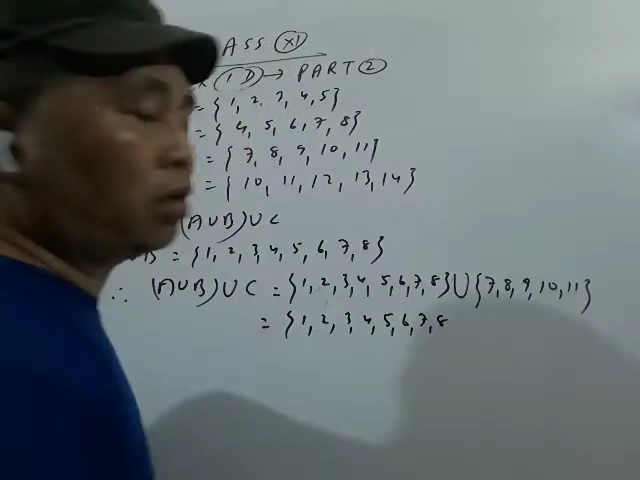 ASS XI
(1 D) → PART 2
= {1, 2, 3, 4, 5}
= {4, 5, 6, 7, 8}
= {7, 8, 9, 10, 11}
= {10, 11, 12, 13, 14}
(A∪B)∪C
B = {1, 2, 3, 4, 5, 6, 7, 8}
∴ (A∪B)∪C = {1, 2, 3, 4, 5, 6, 7, 8} ∪ {7, 8, 9, 10, 11}
= {1, 2, 3, 4, 5, 6, 7, 8